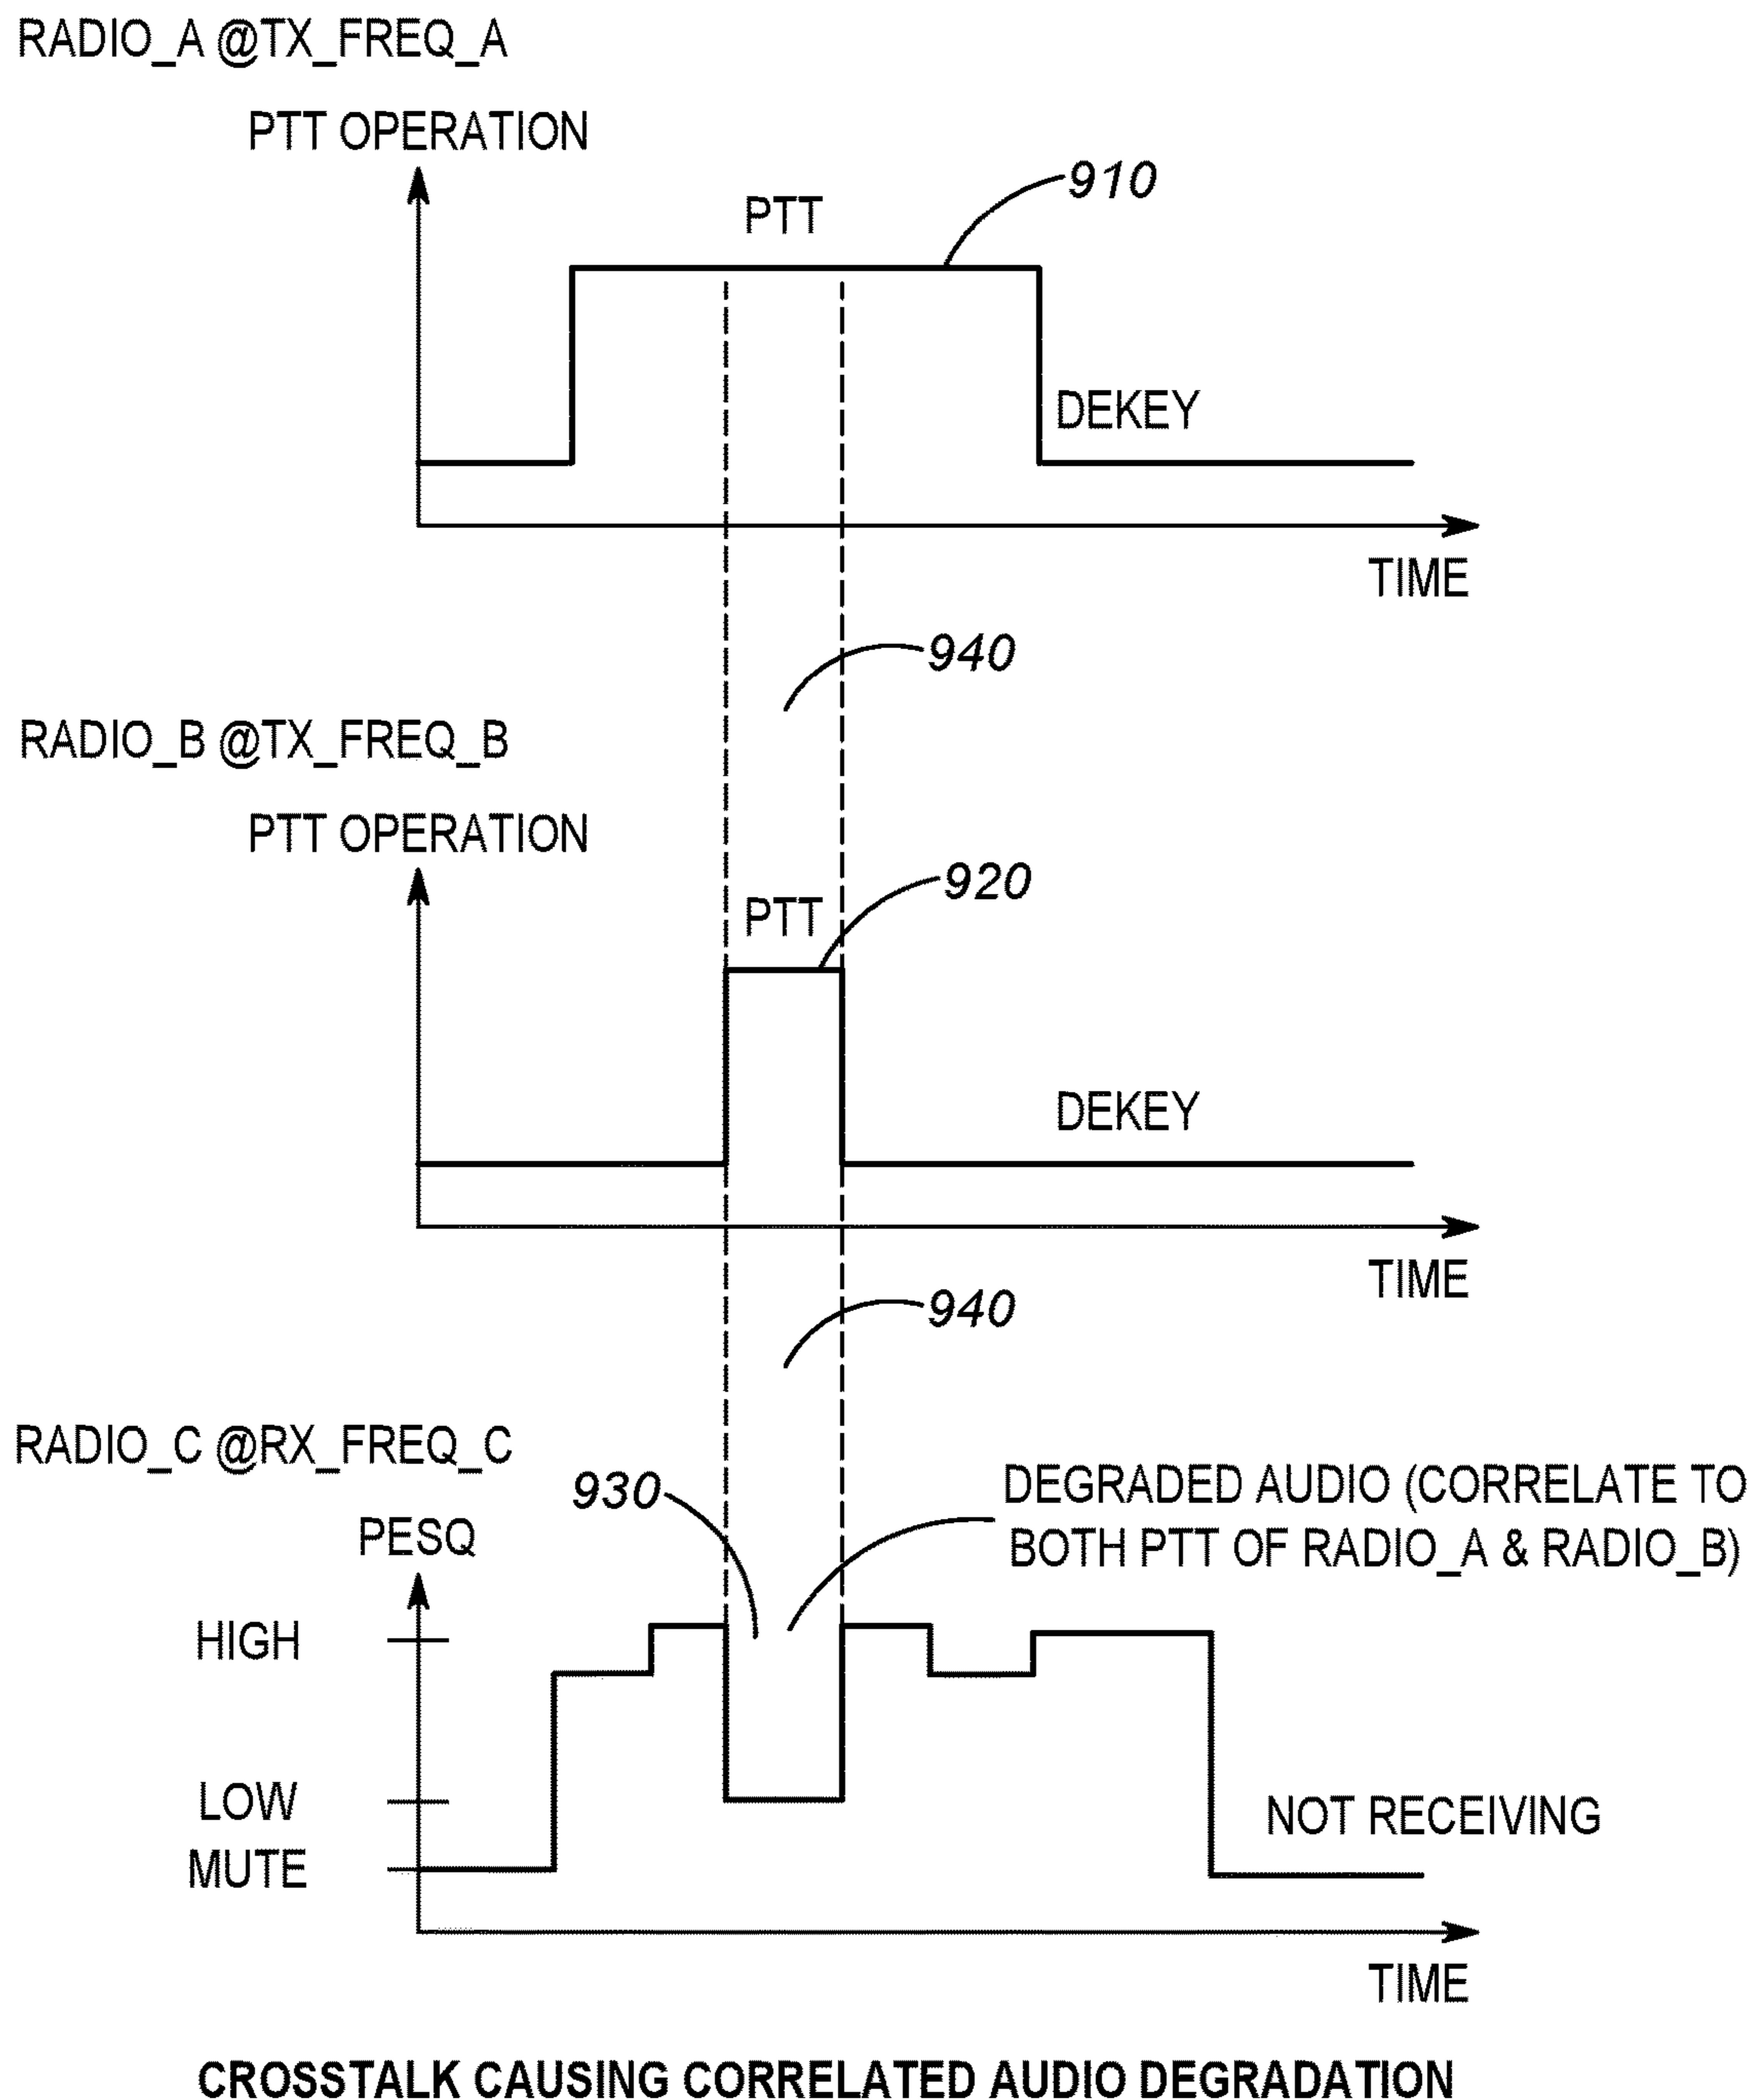 RADIO_A @TX_FREQ_A
PTT OPERATION
910
PTT
DEKEY
TIME
940
RADIO_B @TX_FREQ_B
PTT OPERATION
920
PTT
DEKEY
TIME
940
RADIO_C @RX_FREQ_C
930
DEGRADED AUDIO (CORRELATE TO
BOTH PTT OF RADIO_A & RADIO_B)
PESQ
HIGH
LOW
NOT RECEIVING
MUTE
TIME
CROSSTALK CAUSING CORRELATED AUDIO DEGRADATION